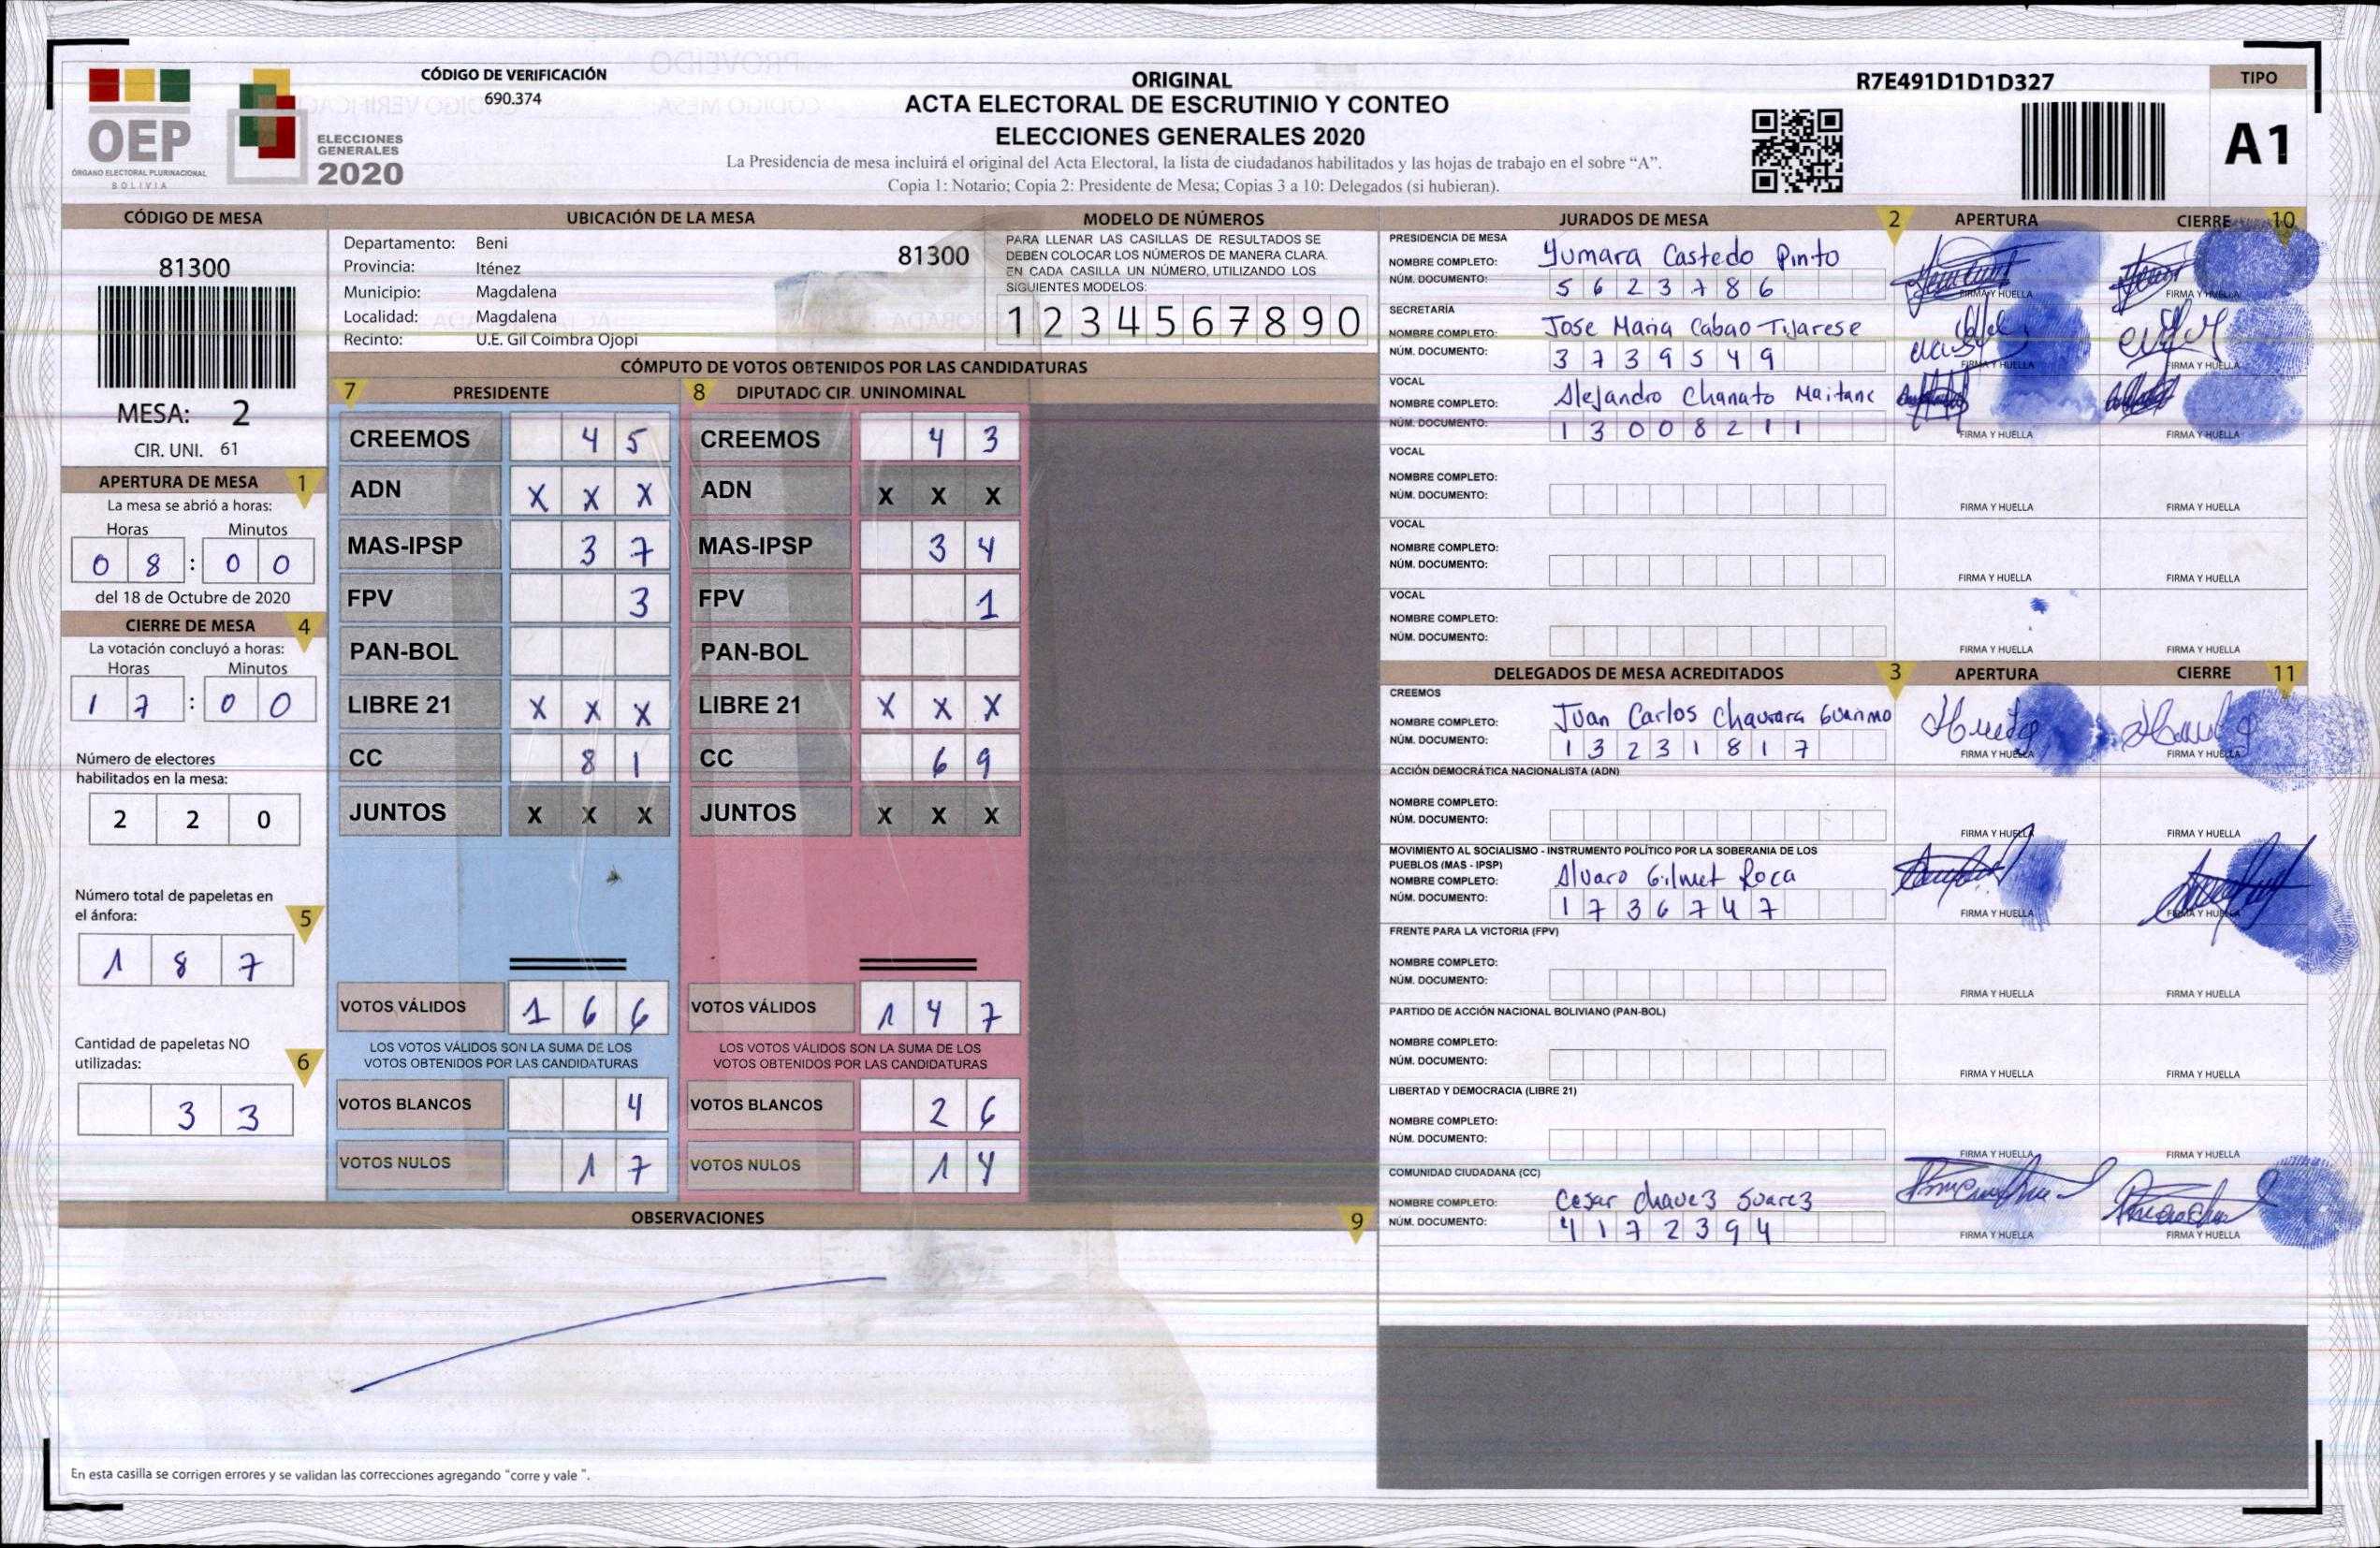 CÓDIGO DE VERIFICACIÓN
690.374
OEP
ÓRGANO ELECTORAL PLURINACIONAL
BOLIVIA
ELECCIONES
GENERALES
2020
ORIGINAL
ACTA ELECTORAL DE ESCRUTINIO Y CONTEO
ELECCIONES GENERALES 2020
La Presidencia de mesa incluirá el original del Acta Electoral, la lista de ciudadanos habilitados y las hojas de trabajo en el sobre “A”.
Copia 1: Notario; Copia 2: Presidente de Mesa; Copias 3 a 10: Delegados (si hubieran).
R7E491D1D1D327
TIPO
A1
CÓDIGO DE MESA
81300
MESA: 2
CIR. UNI. 61
APERTURA DE MESA 1
La mesa se abrió a horas:
Horas Minutos
0 8 : 0 0
del 18 de Octubre de 2020
CIERRE DE MESA 4
La votación concluyó a horas:
Horas Minutos
1 7 : 0 0
Número de electores
habilitados en la mesa:
2 2 0
Número total de papeletas en
el ánfora: 5
1 8 7
Cantidad de papeletas NO
utilizadas: 6
3 3
UBICACIÓN DE LA MESA
Departamento: Beni
Provincia: Iténez
Municipio: Magdalena
Localidad: Magdalena
Recinto: U.E. Gil Coimbra Ojopi
81300
MODELO DE NÚMEROS
PARA LLENAR LAS CASILLAS DE RESULTADOS SE
DEBEN COLOCAR LOS NÚMEROS DE MANERA CLARA.
EN CADA CASILLA UN NÚMERO, UTILIZANDO LOS
SIGUIENTES MODELOS:
1 2 3 4 5 6 7 8 9 0
CÓMPUTO DE VOTOS OBTENIDOS POR LAS CANDIDATURAS
7 PRESIDENTE
CREEMOS 4 5
ADN X X X
MAS-IPSP 3 7
FPV 3
PAN-BOL
LIBRE 21 X X X
CC 8 1
JUNTOS X X X
VOTOS VÁLIDOS 1 6 6
LOS VOTOS VÁLIDOS SON LA SUMA DE LOS
VOTOS OBTENIDOS POR LAS CANDIDATURAS
VOTOS BLANCOS 4
VOTOS NULOS 1 7
8 DIPUTADO CIR. UNINOMINAL
CREEMOS 4 3
ADN X X X
MAS-IPSP 3 4
FPV 1
PAN-BOL
LIBRE 21 X X X
CC 6 9
JUNTOS X X X
VOTOS VÁLIDOS 1 4 7
LOS VOTOS VÁLIDOS SON LA SUMA DE LOS
VOTOS OBTENIDOS POR LAS CANDIDATURAS
VOTOS BLANCOS 2 6
VOTOS NULOS 1 4
OBSERVACIONES 9
En esta casilla se corrigen errores y se validan las correcciones agregando "corre y vale ".
JURADOS DE MESA 2 APERTURA CIERRE 10
PRESIDENCIA DE MESA
NOMBRE COMPLETO: Yumara Castedo Pinto
NÚM. DOCUMENTO: 5 6 2 3 7 8 6
FIRMA Y HUELLA FIRMA Y HUELLA
SECRETARÍA
NOMBRE COMPLETO: Jose Maria Cabao Tijarese
NÚM. DOCUMENTO: 3 7 3 9 5 4 9
FIRMA Y HUELLA FIRMA Y HUELLA
VOCAL
NOMBRE COMPLETO: Alejandro Chanato
NÚM. DOCUMENTO: 1 3 0 0 8 2 1 1
FIRMA Y HUELLA FIRMA Y HUELLA
VOCAL
NOMBRE COMPLETO:
NÚM. DOCUMENTO:
FIRMA Y HUELLA FIRMA Y HUELLA
VOCAL
NOMBRE COMPLETO:
NÚM. DOCUMENTO:
FIRMA Y HUELLA FIRMA Y HUELLA
VOCAL
NOMBRE COMPLETO:
NÚM. DOCUMENTO:
FIRMA Y HUELLA FIRMA Y HUELLA
DELEGADOS DE MESA ACREDITADOS 3 APERTURA CIERRE 11
CREEMOS
NOMBRE COMPLETO: Juan Carlos
NÚM. DOCUMENTO: 1 3 2 3 1 8 1 7
FIRMA Y HUELLA FIRMA Y HUELLA
ACCIÓN DEMOCRÁTICA NACIONALISTA (ADN)
NOMBRE COMPLETO:
NÚM. DOCUMENTO:
FIRMA Y HUELLA FIRMA Y HUELLA
MOVIMIENTO AL SOCIALISMO - INSTRUMENTO POLÍTICO POR LA SOBERANIA DE LOS
PUEBLOS (MAS - IPSP)
NOMBRE COMPLETO: Alvaro Gilmet Roca
NÚM. DOCUMENTO: 1 7 3 6 7 4 7
FIRMA Y HUELLA FIRMA Y HUELLA
FRENTE PARA LA VICTORIA (FPV)
NOMBRE COMPLETO:
NÚM. DOCUMENTO:
FIRMA Y HUELLA FIRMA Y HUELLA
PARTIDO DE ACCIÓN NACIONAL BOLIVIANO (PAN-BOL)
NOMBRE COMPLETO:
NÚM. DOCUMENTO:
FIRMA Y HUELLA FIRMA Y HUELLA
LIBERTAD Y DEMOCRACIA (LIBRE 21)
NOMBRE COMPLETO:
NÚM. DOCUMENTO:
FIRMA Y HUELLA FIRMA Y HUELLA
COMUNIDAD CIUDADANA (CC)
NOMBRE COMPLETO: Cesar chavez suarez
NÚM. DOCUMENTO: 4 1 7 2 3 9 4
FIRMA Y HUELLA FIRMA Y HUELLA